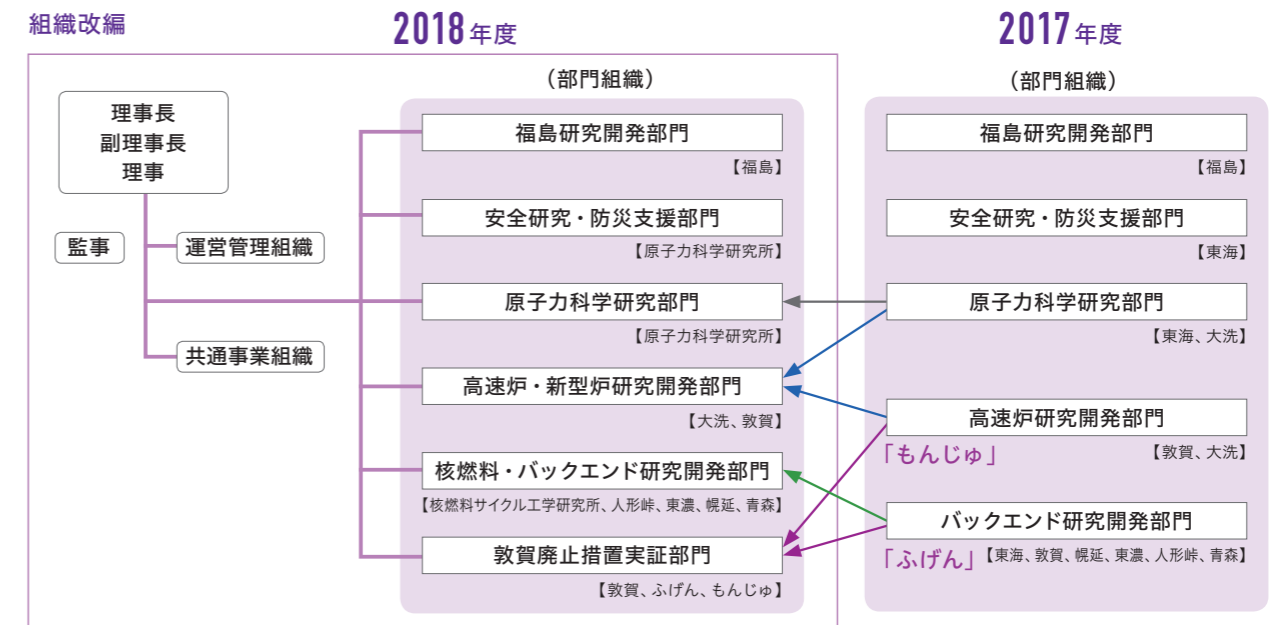 組織改編
2018年度
(部門組織)
理事長
副理事長
理事
監事
運営管理組織
共通事業組織
福島研究開発部門
【福島】
安全研究・防災支援部門
【原子力科学研究所】
原子力科学研究部門
【原子力科学研究所】
高速炉・新型炉研究開発部門
【大洗、敦賀】
核燃料・バックエンド研究開発部門
【核燃料サイクル工学研究所、人形峠、東濃、幌延、青森】
敦賀廃止措置実証部門
【敦賀、ふげん、もんじゅ】
2017年度
(部門組織)
福島研究開発部門
【福島】
安全研究・防災支援部門
【東海】
原子力科学研究部門
【東海、大洗】
高速炉研究開発部門
「もんじゅ」
【敦賀、大洗】
バックエンド研究開発部門
「ふげん」
【東海、敦賀、幌延、東濃、人形峠、青森】